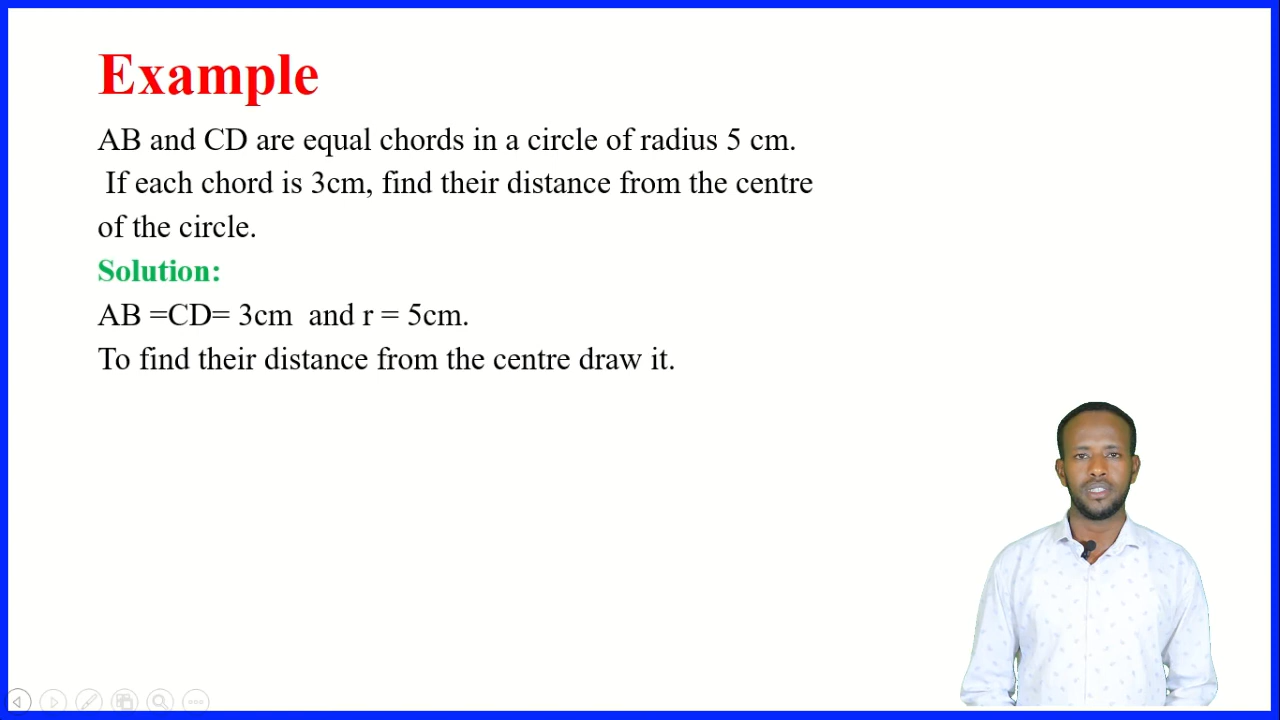 Example
AB and CD are equal chords in a circle of radius 5 cm.
If each chord is 3cm, find their distance from the centre
of the circle.
Solution:
AB =CD= 3cm  and r = 5cm.
To find their distance from the centre draw it.